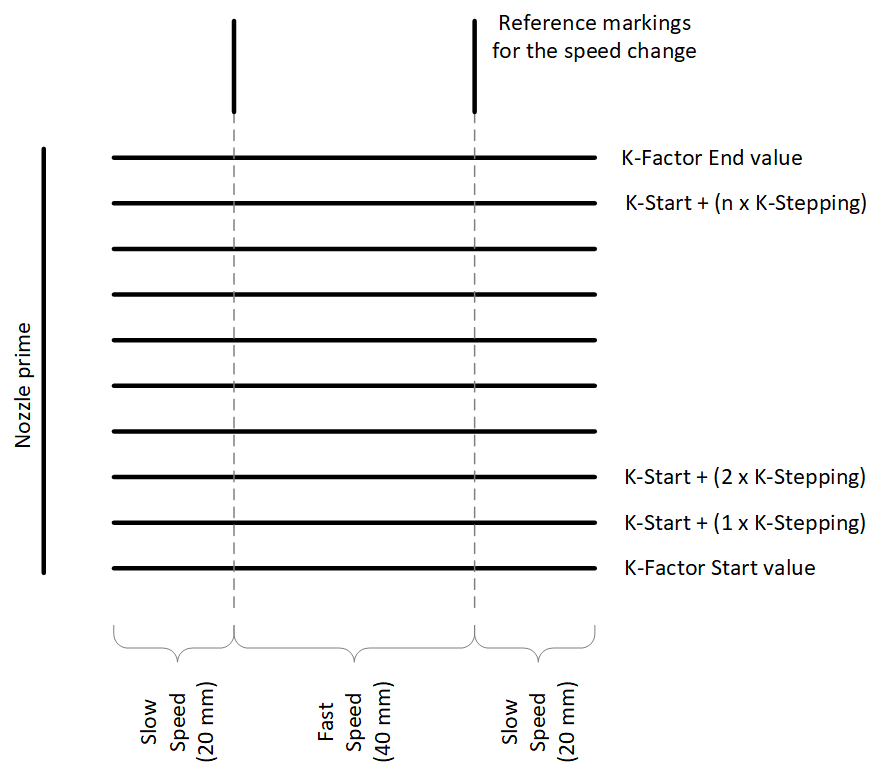 Reference markings
for the speed change
K-Factor End value
K-Start + (n x K-Stepping)
Nozzle prime
K-Start + (2 x K-Stepping)
K-Start + (1 x K-Stepping)
K-Factor Start value
Slow
Speed
(20 mm)
Fast
Speed
(40 mm)
Slow
Speed
(20 mm)